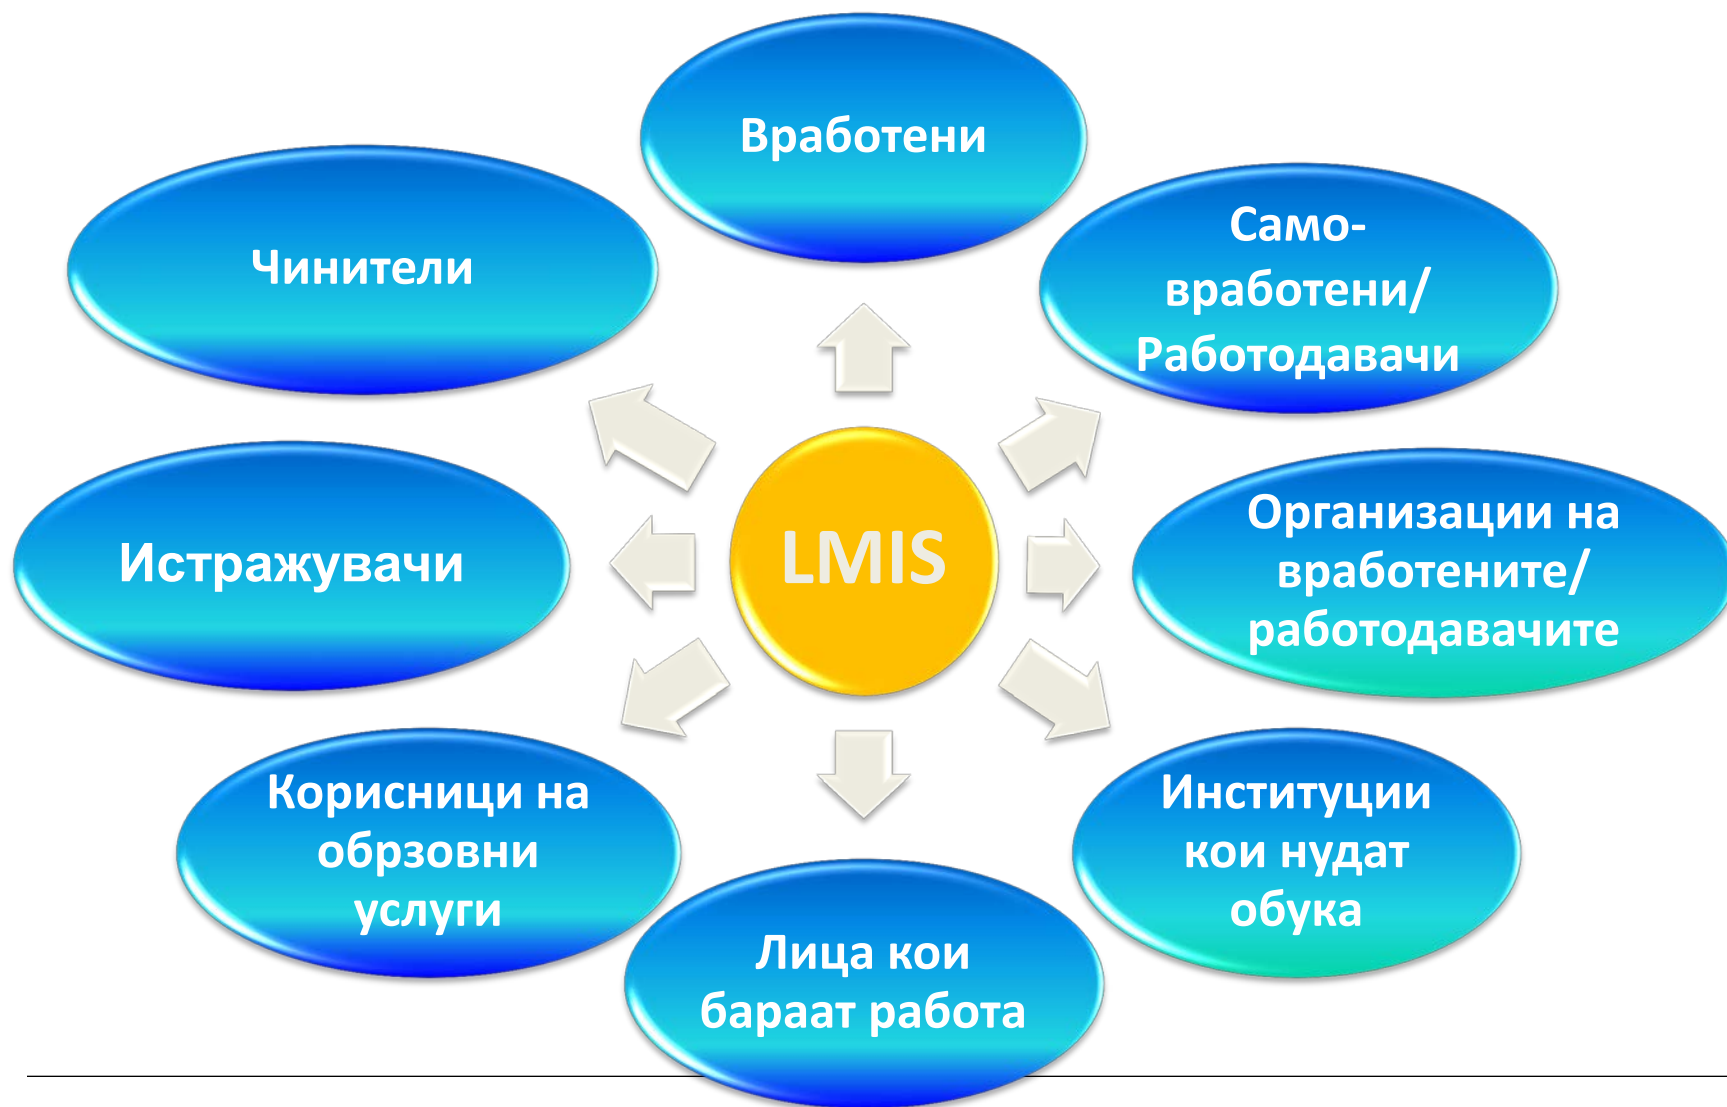 Вработени
Само-
вработени/
Работодавачи
Чинители
LMIS
Организации на
вработените/
работодавачите
Истражувачи
Корисници на
обрзовни
услуги
Институции
кои нудат
обука
Лица кои
бараат работа